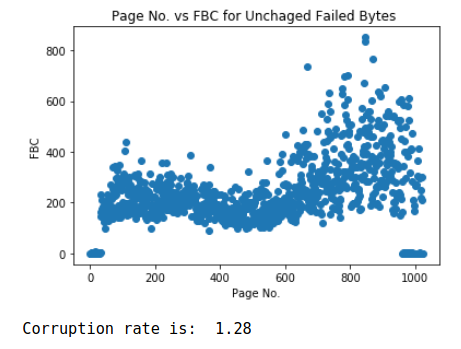 Page No. vs FBC for Unchaged Failed Bytes
FBC
800
600
400
200
0
0 200 400 600 800 1000
Page No.
Corruption rate is:  1.28